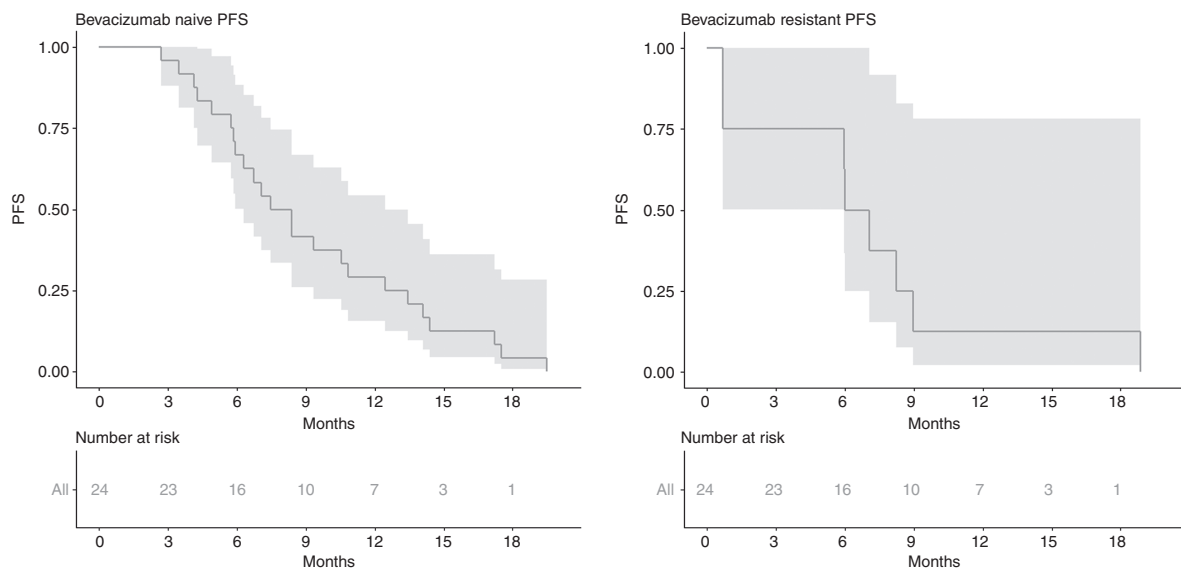 Bevacizumab naive PFS
1.00
0.75
0.50
0.25
0.00
PFS
0 3 6 9 12 15 18
Months
Number at risk
All 24 23 16 10 7 3 1
0 3 6 9 12 15 18
Months
Bevacizumab resistant PFS
1.00
0.75
0.50
0.25
0.00
PFS
0 3 6 9 12 15 18
Months
Number at risk
All 24 23 16 10 7 3 1
0 3 6 9 12 15 18
Months